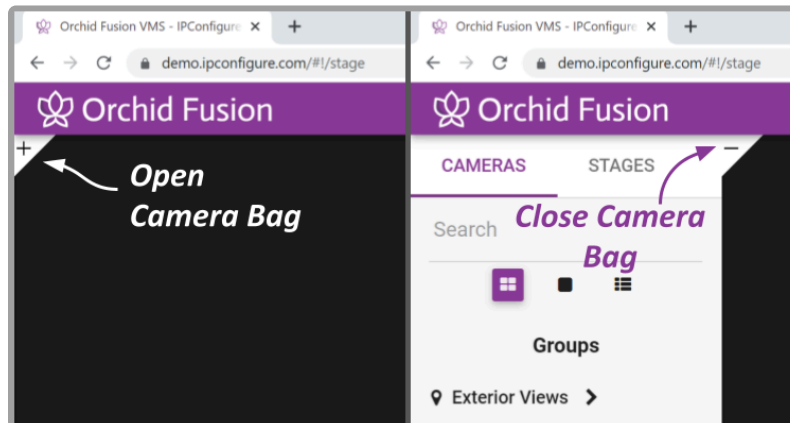 Orchid Fusion VMS - IPConfigure
demo.ipconfigure.com/#!/stage
Orchid Fusion
+
Open
Camera Bag
Orchid Fusion VMS - IPConfigure
demo.ipconfigure.com/#!/stage
Orchid Fusion
CAMERAS
STAGES
Search
Close Camera
Bag
Groups
Exterior Views